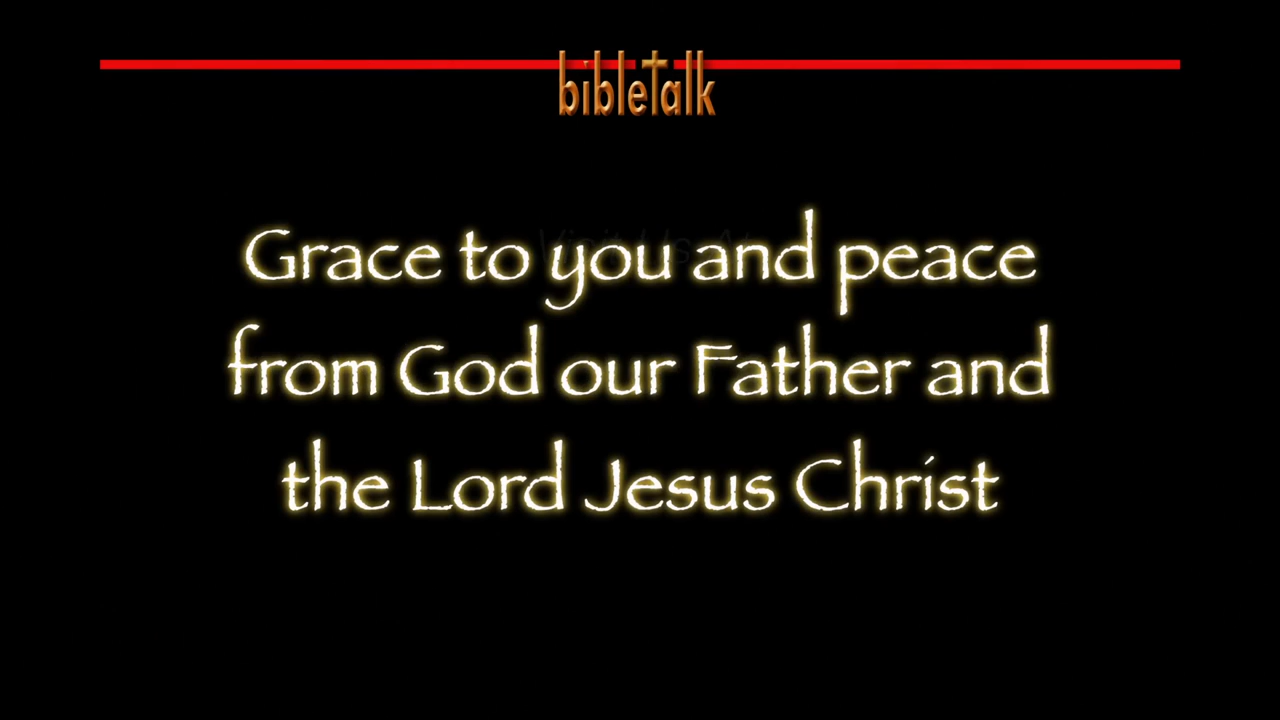 bibleTalk
Grace to you and peace
from God our Father and
the Lord Jesus Christ